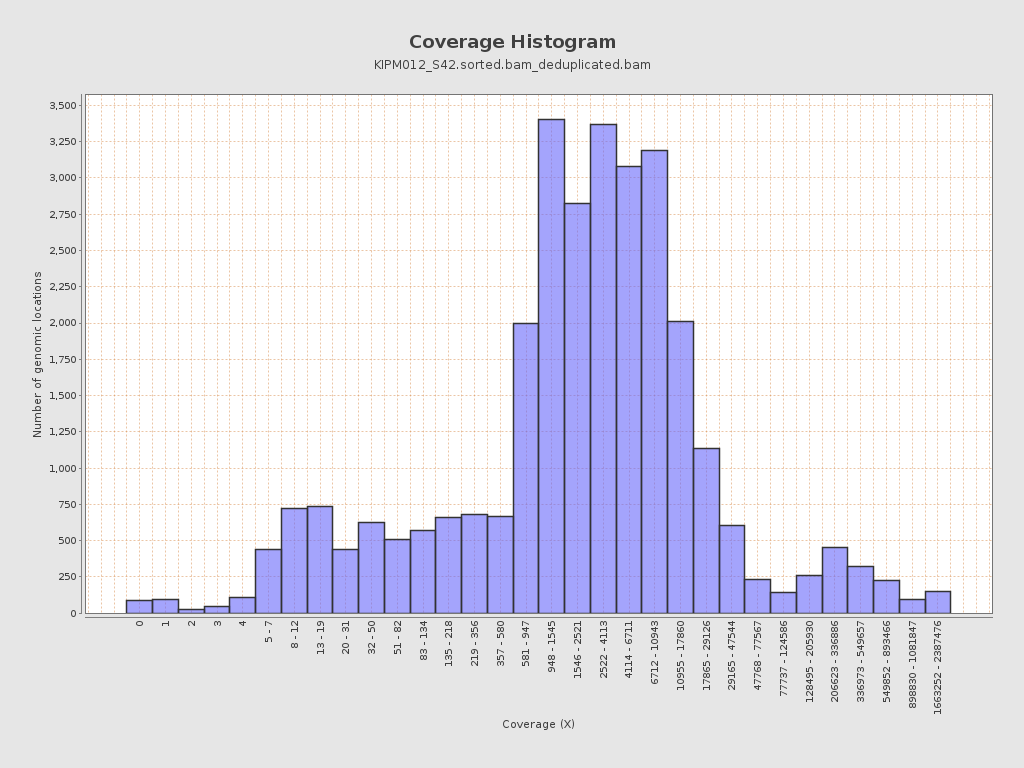 Coverage Histogram
KIPM012_S42.sorted.bam_deduplicated.bam
Number of genomic locations
3,500
3,250
3,000
2,750
2,500
2,250
2,000
1,750
1,500
1,250
1,000
750
500
250
0
0
1
2
3
4
5 - 7
8 - 12
13 - 19
20 - 31
32 - 50
51 - 82
83 - 134
135 - 218
219 - 356
357 - 580
581 - 947
948 - 1545
1546 - 2521
2522 - 4113
4114 - 6711
6712 - 10943
10955 - 17860
17865 - 29126
29165 - 47544
47768 - 77567
77737 - 124586
128495 - 205930
206623 - 336886
336973 - 549657
549852 - 893466
898830 - 1081847
1663252 - 2387476
Coverage (X)